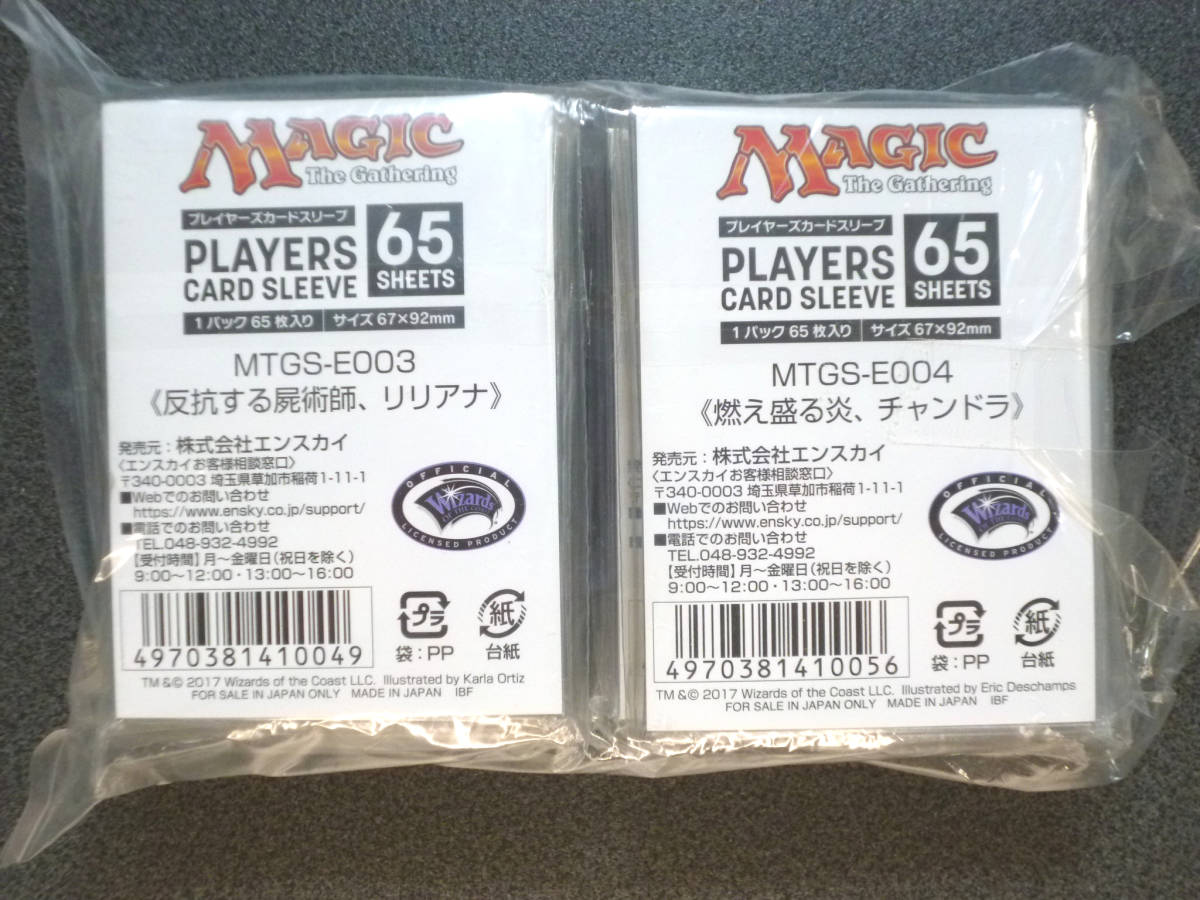 MAGIC
The Gathering
プレイヤーズカードスリーブ
PLAYERS
CARD SLEEVE
65
SHEETS
1パック 65枚入り サイズ 67×92mm
MTGS-E003
《反抗する屍術師、リリアナ》
発売元：株式会社エンスカイ
〈エンスカイお客様相談窓口〉
〒340-0003 埼玉県草加市稲荷1-11-1
■Webでのお問い合わせ
https://www.ensky.co.jp/support/
■電話でのお問い合わせ
TEL.048-932-4992
【受付時間】月～金曜日（祝日を除く）
9:00～12:00・13:00～16:00
OFFICIAL
Wizards
OF THE COAST
LICENSED PRODUCT
4970381410049
プラ
袋：PP
紙
台紙
TM & © 2017 Wizards of the Coast LLC. Illustrated by Karla Ortiz
FOR SALE IN JAPAN ONLY MADE IN JAPAN IBF
MAGIC
The Gathering
プレイヤーズカードスリーブ
PLAYERS
CARD SLEEVE
65
SHEETS
1パック 65枚入り サイズ 67×92mm
MTGS-E004
《燃え盛る炎、チャンドラ》
発売元：株式会社エンスカイ
〈エンスカイお客様相談窓口〉
〒340-0003 埼玉県草加市稲荷1-11-1
■Webでのお問い合わせ
https://www.ensky.co.jp/support/
■電話でのお問い合わせ
TEL.048-932-4992
【受付時間】月～金曜日（祝日を除く）
9:00～12:00・13:00～16:00
OFFICIAL
Wizards
OF THE COAST
LICENSED PRODUCT
4970381410056
プラ
袋：PP
紙
台紙
TM & © 2017 Wizards of the Coast LLC. Illustrated by Eric Deschamps
FOR SALE IN JAPAN ONLY MADE IN JAPAN IBF